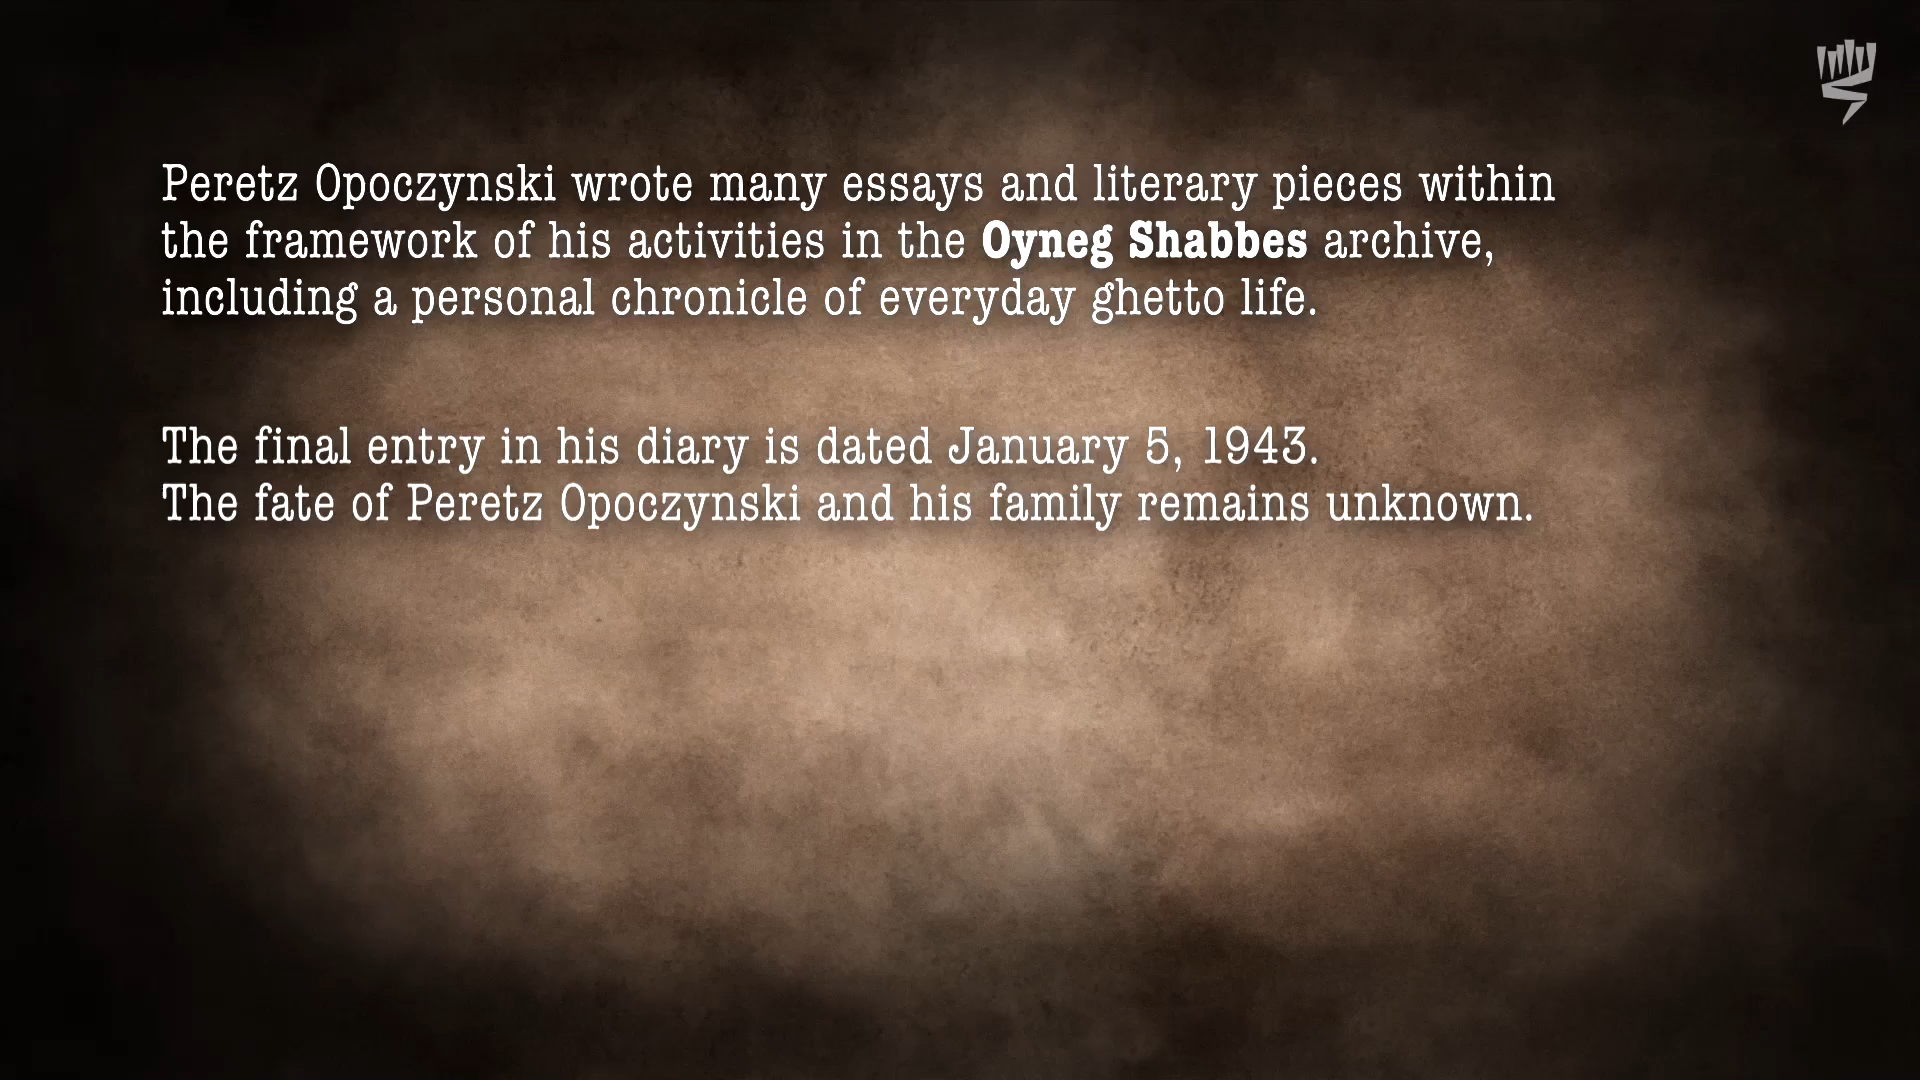 Peretz Opoczynski wrote many essays and literary pieces within
the framework of his activities in the Oyneg Shabbes archive,
including a personal chronicle of everyday ghetto life.
The final entry in his diary is dated January 5, 1943.
The fate of Peretz Opoczynski and his family remains unknown.